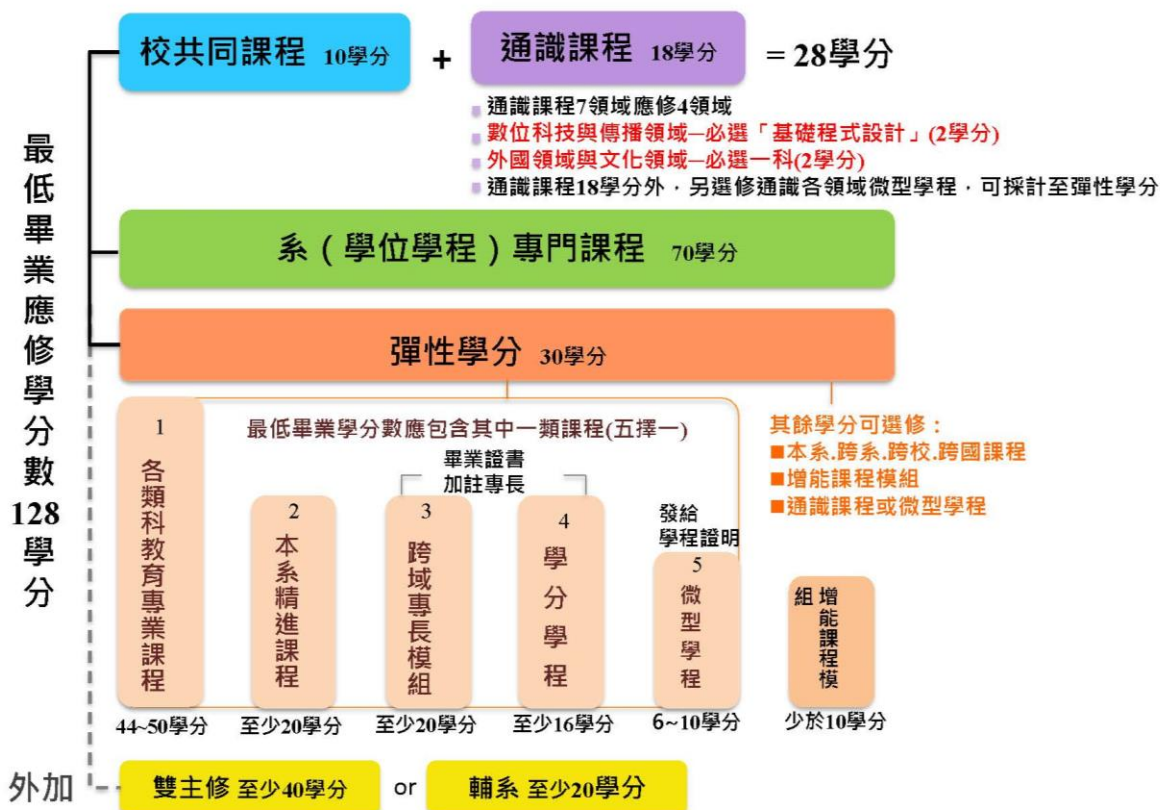 最低畢業應修學分數128學分
校共同課程 10學分 + 通識課程 18學分 = 28學分
通識課程7領域應修4領域
數位科技與傳播領域—必選「基礎程式設計」(2學分)
外國領域與文化領域—必選一科(2學分)
通識課程18學分外，另選修通識各領域微型學程，可採計至彈性學分
系（學位學程）專門課程 70學分
彈性學分 30學分
最低畢業學分數應包含其中一類課程(五擇一)
1
各類科教育專業課程
44~50學分
2
本系精進課程
至少20學分
畢業證書
加註專長
3
跨域專長模組
至少20學分
4
學分學程
至少16學分
發給
學程證明
5
微型學程
6~10學分
其餘學分可選修：
■本系.跨系.跨校.跨國課程
■增能課程模組
■通識課程或微型學程
增能課程模組
少於10學分
外加
雙主修 至少40學分 or 輔系 至少20學分